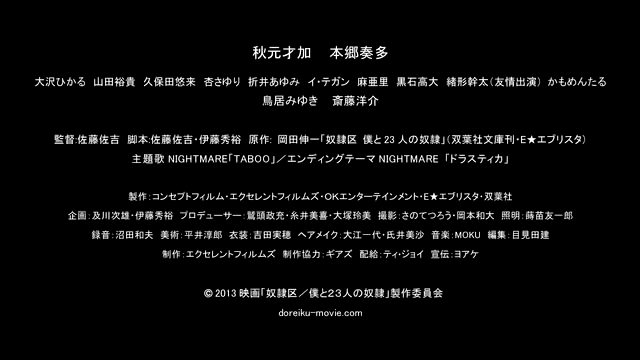 秋元才加　本郷奏多
大沢ひかる　山田裕貴　久保田悠来　杏さゆり　折井あゆみ　イ・テガン　麻亜里　黒石高大　緒形幹太(友情出演)　かもめんたる
鳥居みゆき　斎藤洋介
監督:佐藤佐吉　脚本:佐藤佐吉・伊藤秀裕　原作: 岡田伸一「奴隷区 僕と23人の奴隷」(双葉社文庫刊・E★エブリスタ)
主題歌 NIGHTMARE「TABOO」／エンディングテーマ NIGHTMARE 「ドラスティカ」
製作:コンセプトフィルム・エクセレントフィルムズ・OKエンターテインメント・E★エブリスタ・双葉社
企画:及川次雄・伊藤秀裕　プロデューサー:鷲頭政充・糸井美喜・大塚玲美　撮影:さのてつろう・岡本和大　照明:蒔苗友一郎
録音:沼田和夫　美術:平井淳郎　衣装:吉田実穂　ヘアメイク:大江一代・氏井美沙　音楽:MOKU　編集:目見田建
制作:エクセレントフィルムズ　制作協力:ギアズ　配給:ティ・ジョイ　宣伝:ヨアケ
© 2013 映画「奴隷区／僕と23人の奴隷」製作委員会
doreiku-movie.com